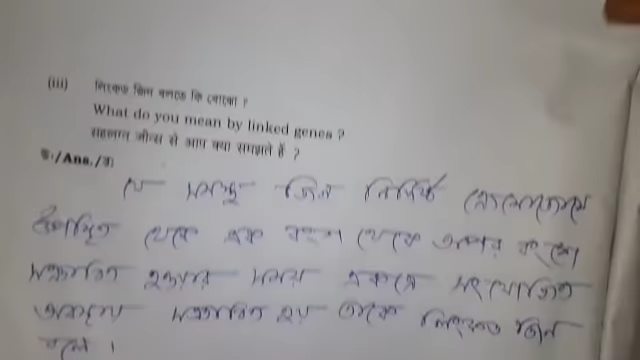 (iii) লিংকড জিন বলতে কি বোঝো ?
What do you mean by linked genes ?
सहलग्न जीन्स से आप क्या समझते हैं ?
উ:/Ans./उ:
যে সমস্ত জিন নির্দিষ্ট ক্রোমোজোমে
উপস্থিত থেকে এক বংশ থেকে অপর বংশে
সঞ্চারিত হওয়ার সময় একত্রে সংযোজিত
অবস্থায় সঞ্চারিত হয় তাকে লিংকড জিন
বলে ।